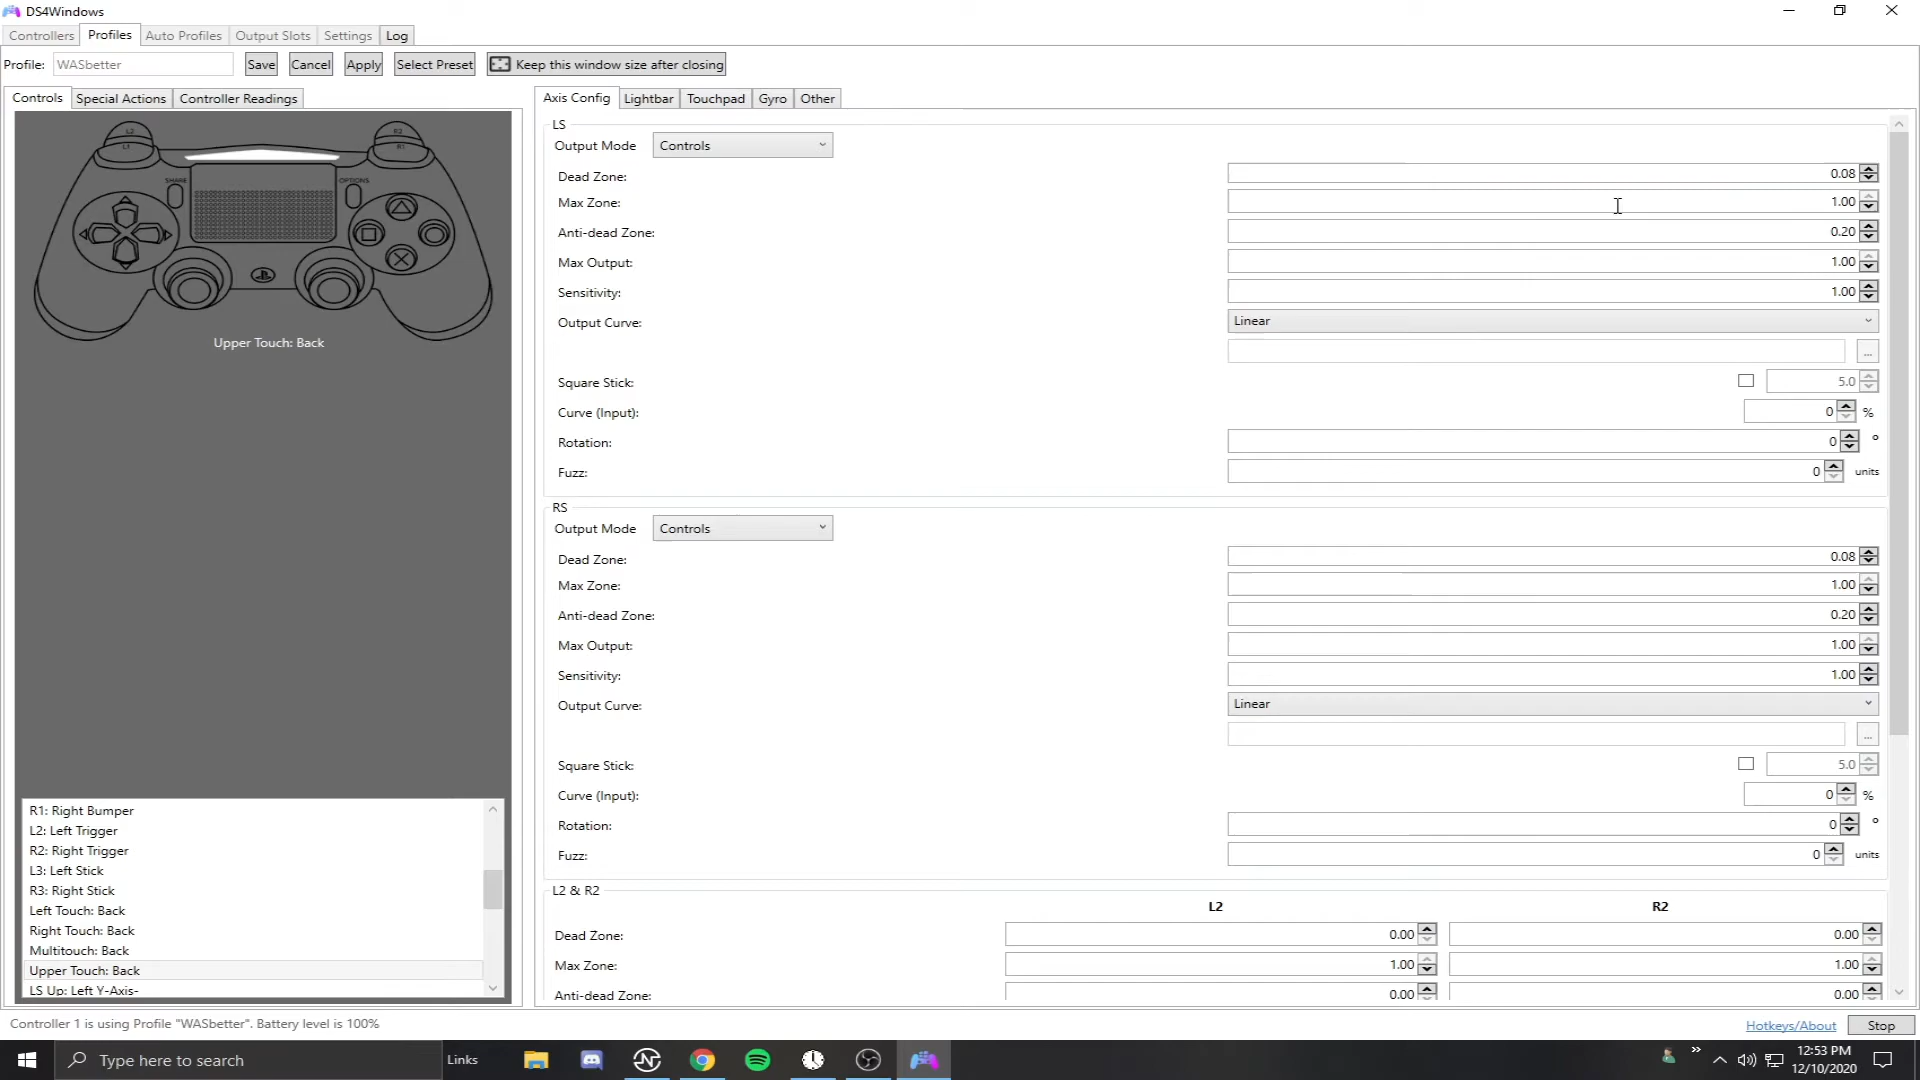 DS4Windows
Controllers Profiles Auto Profiles Output Slots Settings Log
Profile: WASbetter Save Cancel Apply Select Preset Keep this window size after closing
Controls Special Actions Controller Readings
L2 R2
L1 R1
SHARE OPTIONS
Upper Touch: Back
R1: Right Bumper
L2: Left Trigger
R2: Right Trigger
L3: Left Stick
R3: Right Stick
Left Touch: Back
Right Touch: Back
Multitouch: Back
Upper Touch: Back
LS Up: Left Y-Axis-
Axis Config Lightbar Touchpad Gyro Other
LS
Output Mode Controls
Dead Zone: 0.08
Max Zone: 1.00
Anti-dead Zone: 0.20
Max Output: 1.00
Sensitivity: 1.00
Output Curve: Linear
...
Square Stick: 5.0
Curve (Input): 0 %
Rotation: 0 °
Fuzz: 0 units
RS
Output Mode Controls
Dead Zone: 0.08
Max Zone: 1.00
Anti-dead Zone: 0.20
Max Output: 1.00
Sensitivity: 1.00
Output Curve: Linear
...
Square Stick: 5.0
Curve (Input): 0 %
Rotation: 0 °
Fuzz: 0 units
L2 & R2
L2 R2
Dead Zone: 0.00 0.00
Max Zone: 1.00 1.00
Anti-dead Zone: 0.00 0.00
Controller 1 is using Profile "WASbetter". Battery level is 100% Hotkeys/About Stop
Type here to search Links
12:53 PM
12/10/2020